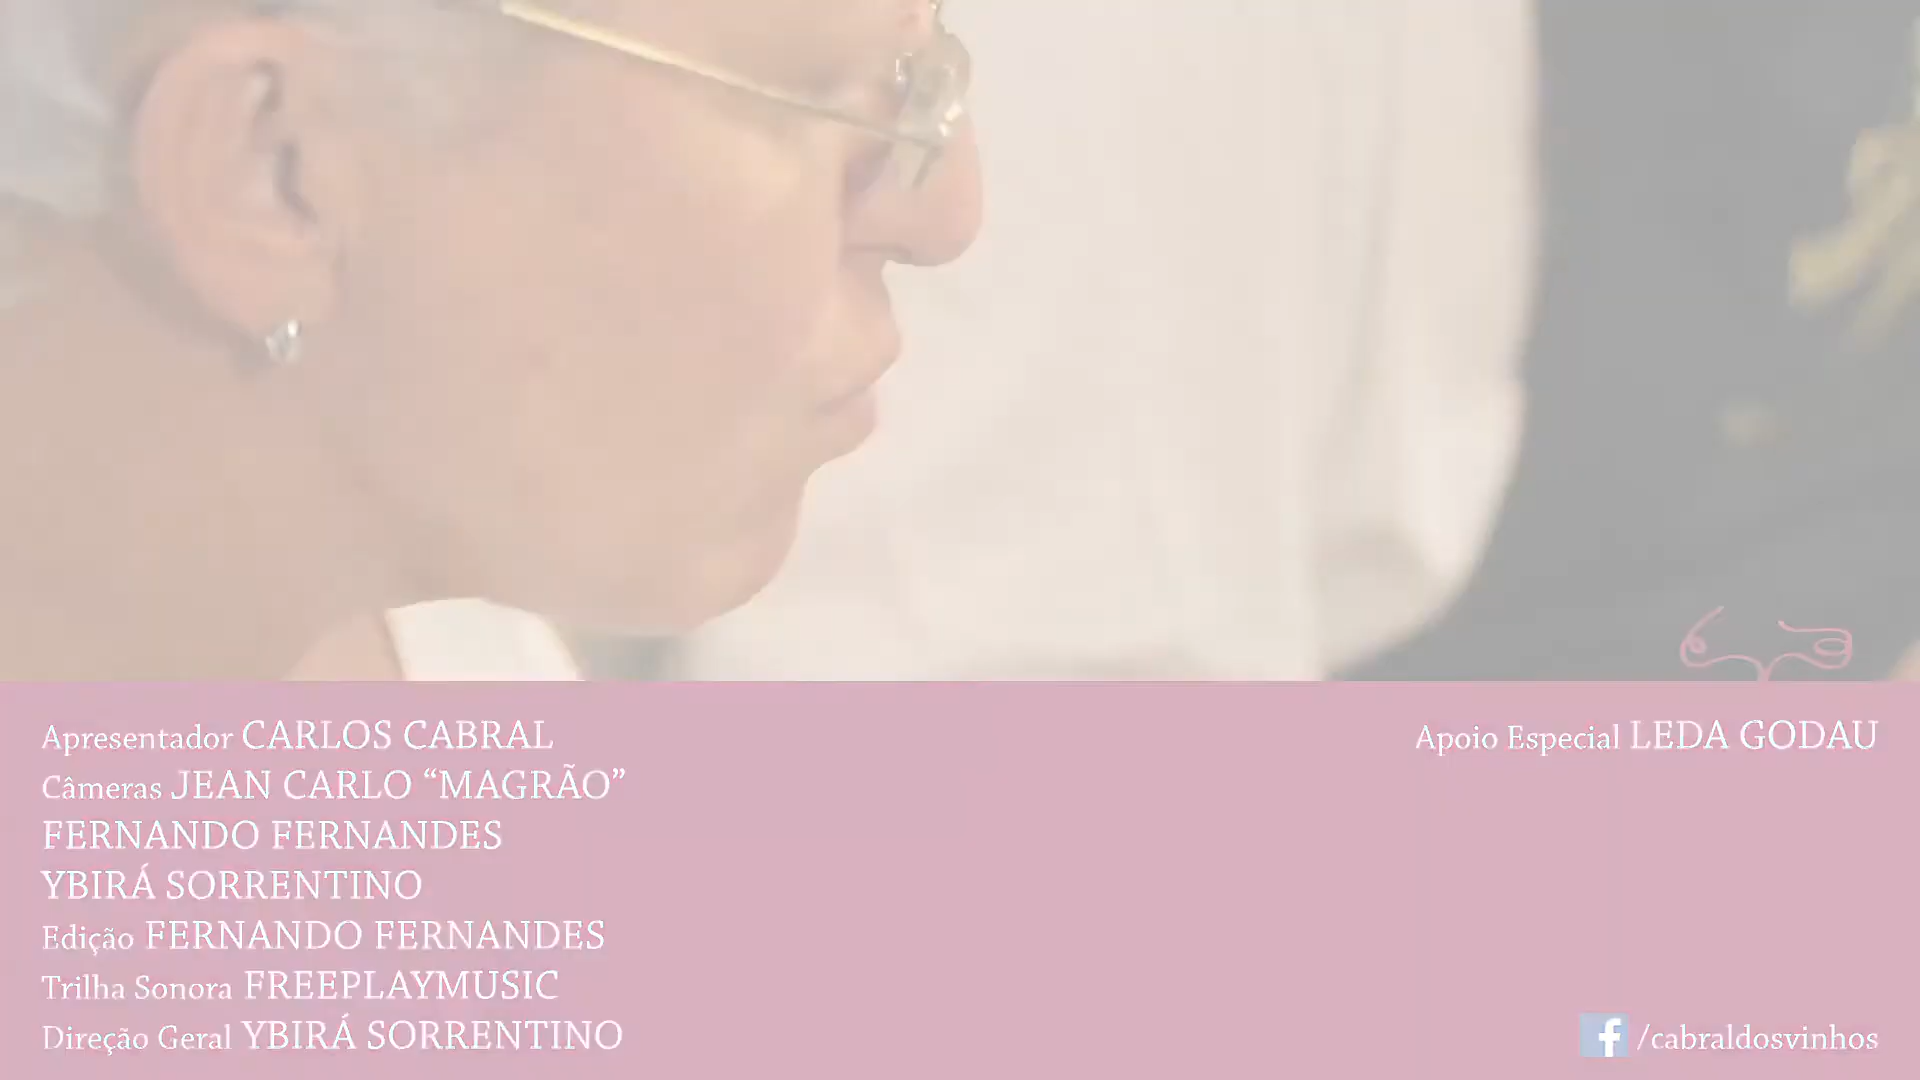 Apresentador CARLOS CABRAL
Câmeras JEAN CARLO “MAGRÃO”
FERNANDO FERNANDES
YBIRÁ SORRENTINO
Edição FERNANDO FERNANDES
Trilha Sonora FREEPLAYMUSIC
Direção Geral YBIRÁ SORRENTINO
Apoio Especial LEDA GODAU
/cabraldosvinhos